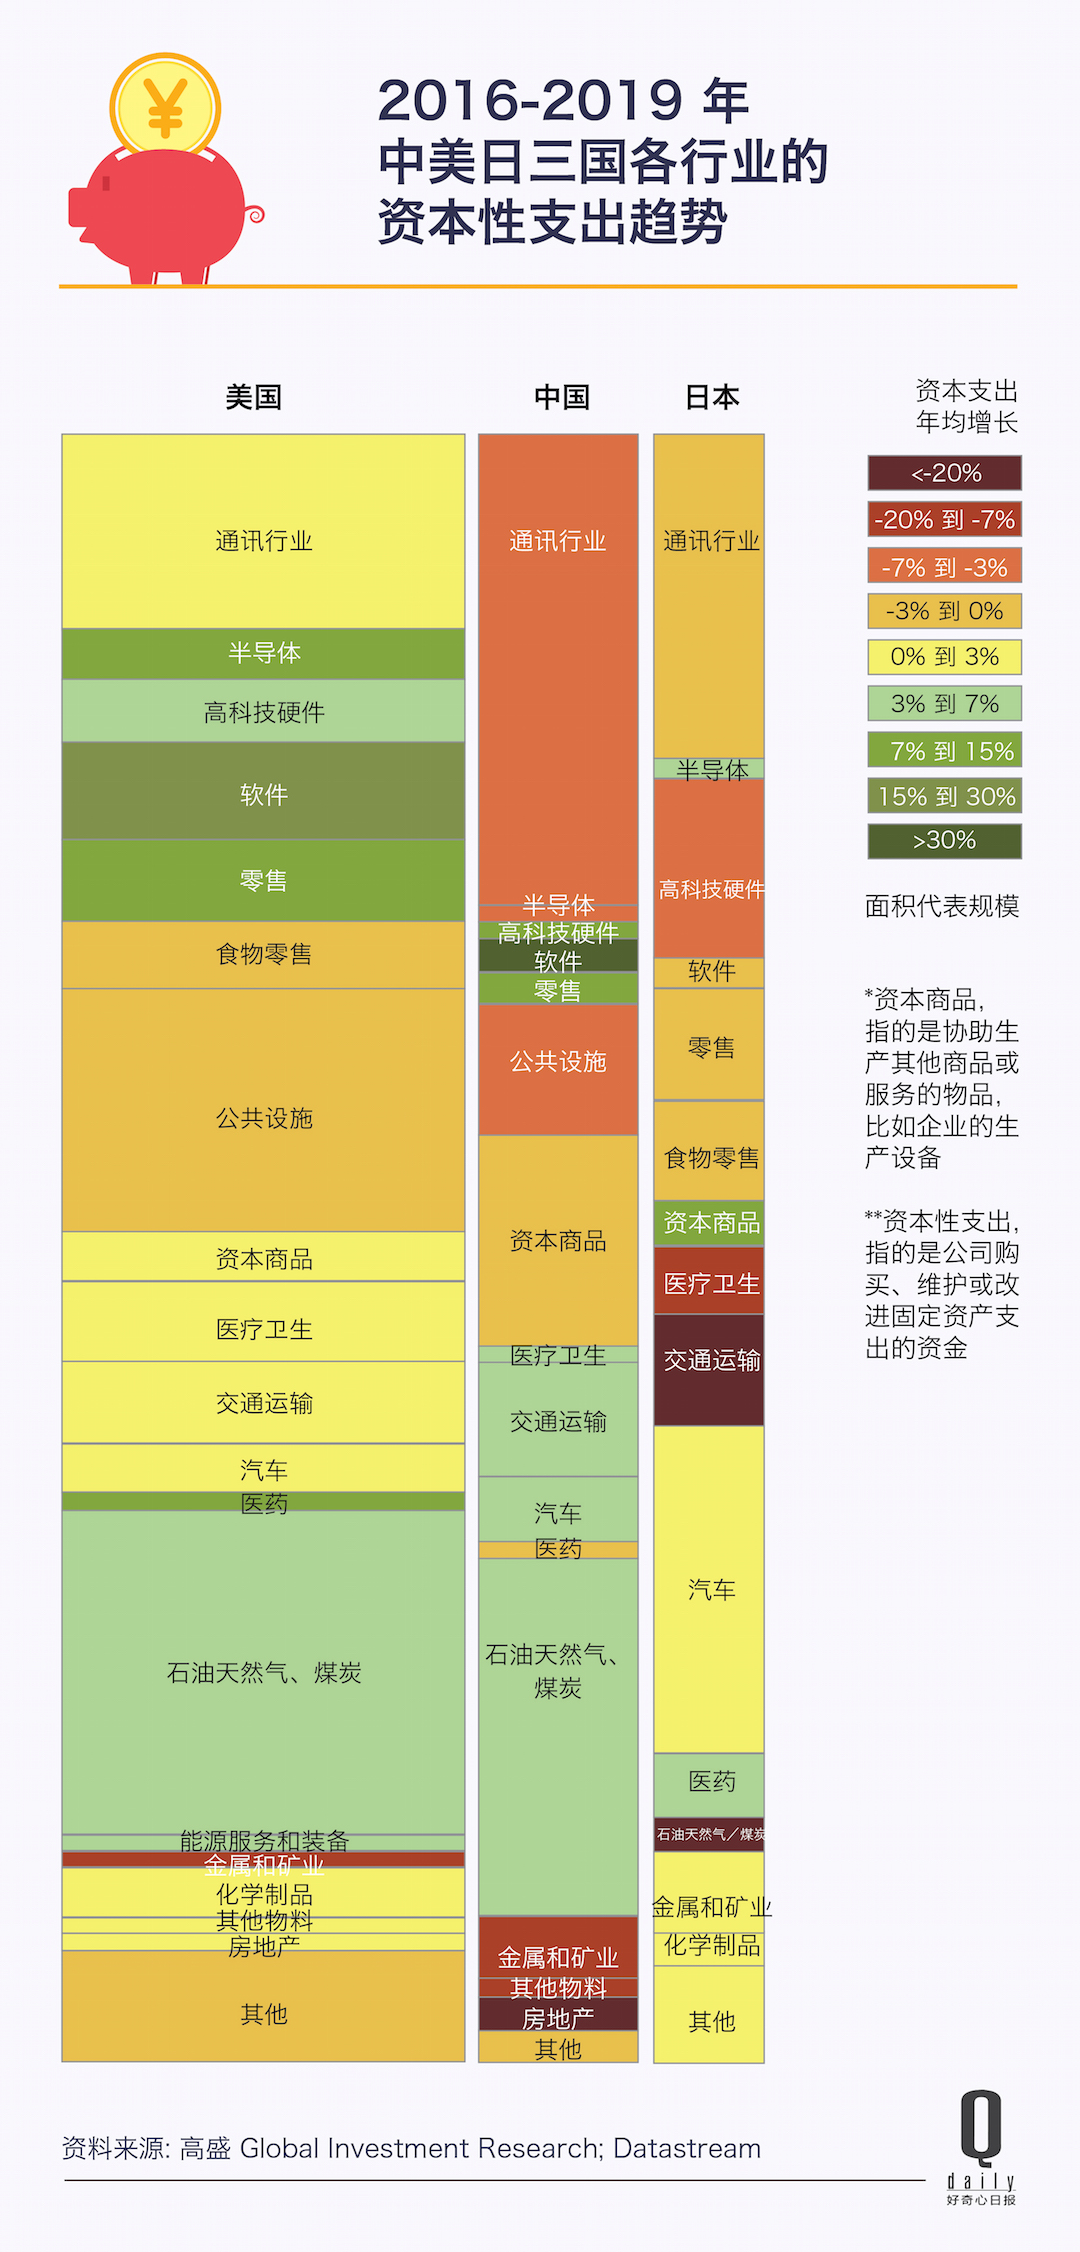 ¥
2016-2019 年
中美日三国各行业的
资本性支出趋势
美国
中国
日本
通讯行业
半导体
高科技硬件
软件
零售
食物零售
公共设施
资本商品
医疗卫生
交通运输
汽车
医药
石油天然气、煤炭
能源服务和装备
金属和矿业
化学制品
其他物料
房地产
其他
通讯行业
半导体
高科技硬件
软件
零售
公共设施
资本商品
医疗卫生
交通运输
汽车
医药
石油天然气、
煤炭
金属和矿业
其他物料
房地产
其他
通讯行业
半导体
高科技硬件
软件
零售
食物零售
资本商品
医疗卫生
交通运输
汽车
医药
石油天然气／煤炭
金属和矿业
化学制品
其他
资本支出
年均增长
<-20%
-20% 到 -7%
-7% 到 -3%
-3% 到 0%
0% 到 3%
3% 到 7%
7% 到 15%
15% 到 30%
>30%
面积代表规模
*资本商品,
指的是协助生
产其他商品或
服务的物品,
比如企业的生
产设备
**资本性支出,
指的是公司购
买、维护或改
进固定资产支
出的资金
资料来源: 高盛 Global Investment Research; Datastream
Q
daily
好奇心日报